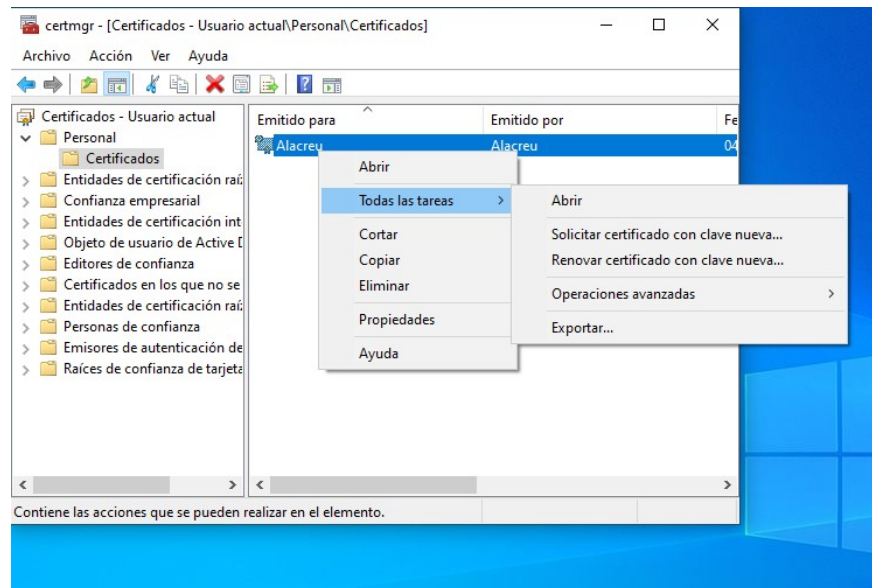 certmgr - [Certificados - Usuario actual\Personal\Certificados]
Archivo Acción Ver Ayuda
Certificados - Usuario actual
Personal
Certificados
Entidades de certificación raí
Confianza empresarial
Entidades de certificación int
Objeto de usuario de Active
Editores de confianza
Certificados en los que no se
Entidades de certificación raí
Personas de confianza
Emisores de autenticación de
Raíces de confianza de tarjeta
Emitido para Emitido por Fe
Alacreu Alacreu 04
Abrir
Todas las tareas
Cortar
Copiar
Eliminar
Propiedades
Ayuda
Abrir
Solicitar certificado con clave nueva...
Renovar certificado con clave nueva...
Operaciones avanzadas
Exportar...
Contiene las acciones que se pueden realizar en el elemento.